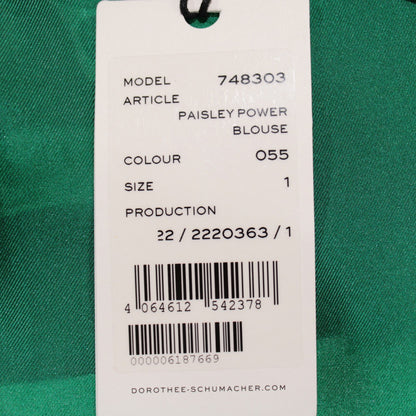 MODEL 748303
ARTICLE
PAISLEY POWER
BLOUSE
COLOUR 055
SIZE 1
PRODUCTION
22 / 2220363 / 1
4 064612 542378
000006187669
DOROTHEE-SCHUMACHER.COM